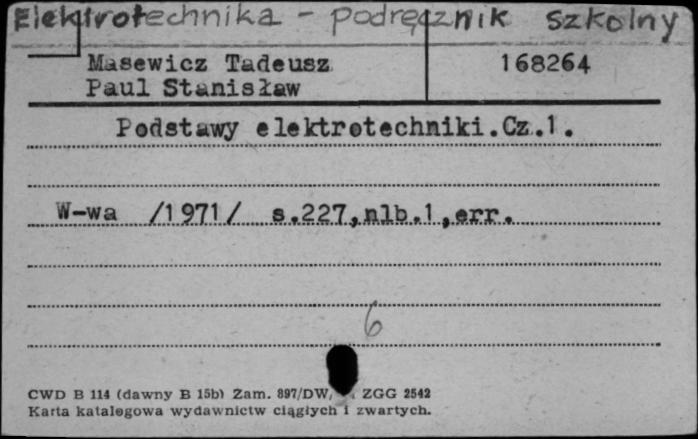 Elektrotechnika - podręcznik szkolny
Masewicz Tadeusz 168264
Paul Stanisław
Podstawy elektrotechniki.Cz.1.
W-wa /1971/ s.227,nlb.1,err.
6
CWD B 114 (dawny B 15b) Zam. 897/DW, ZGG 2542
Karta katalogowa wydawnictw ciągłych i zwartych.